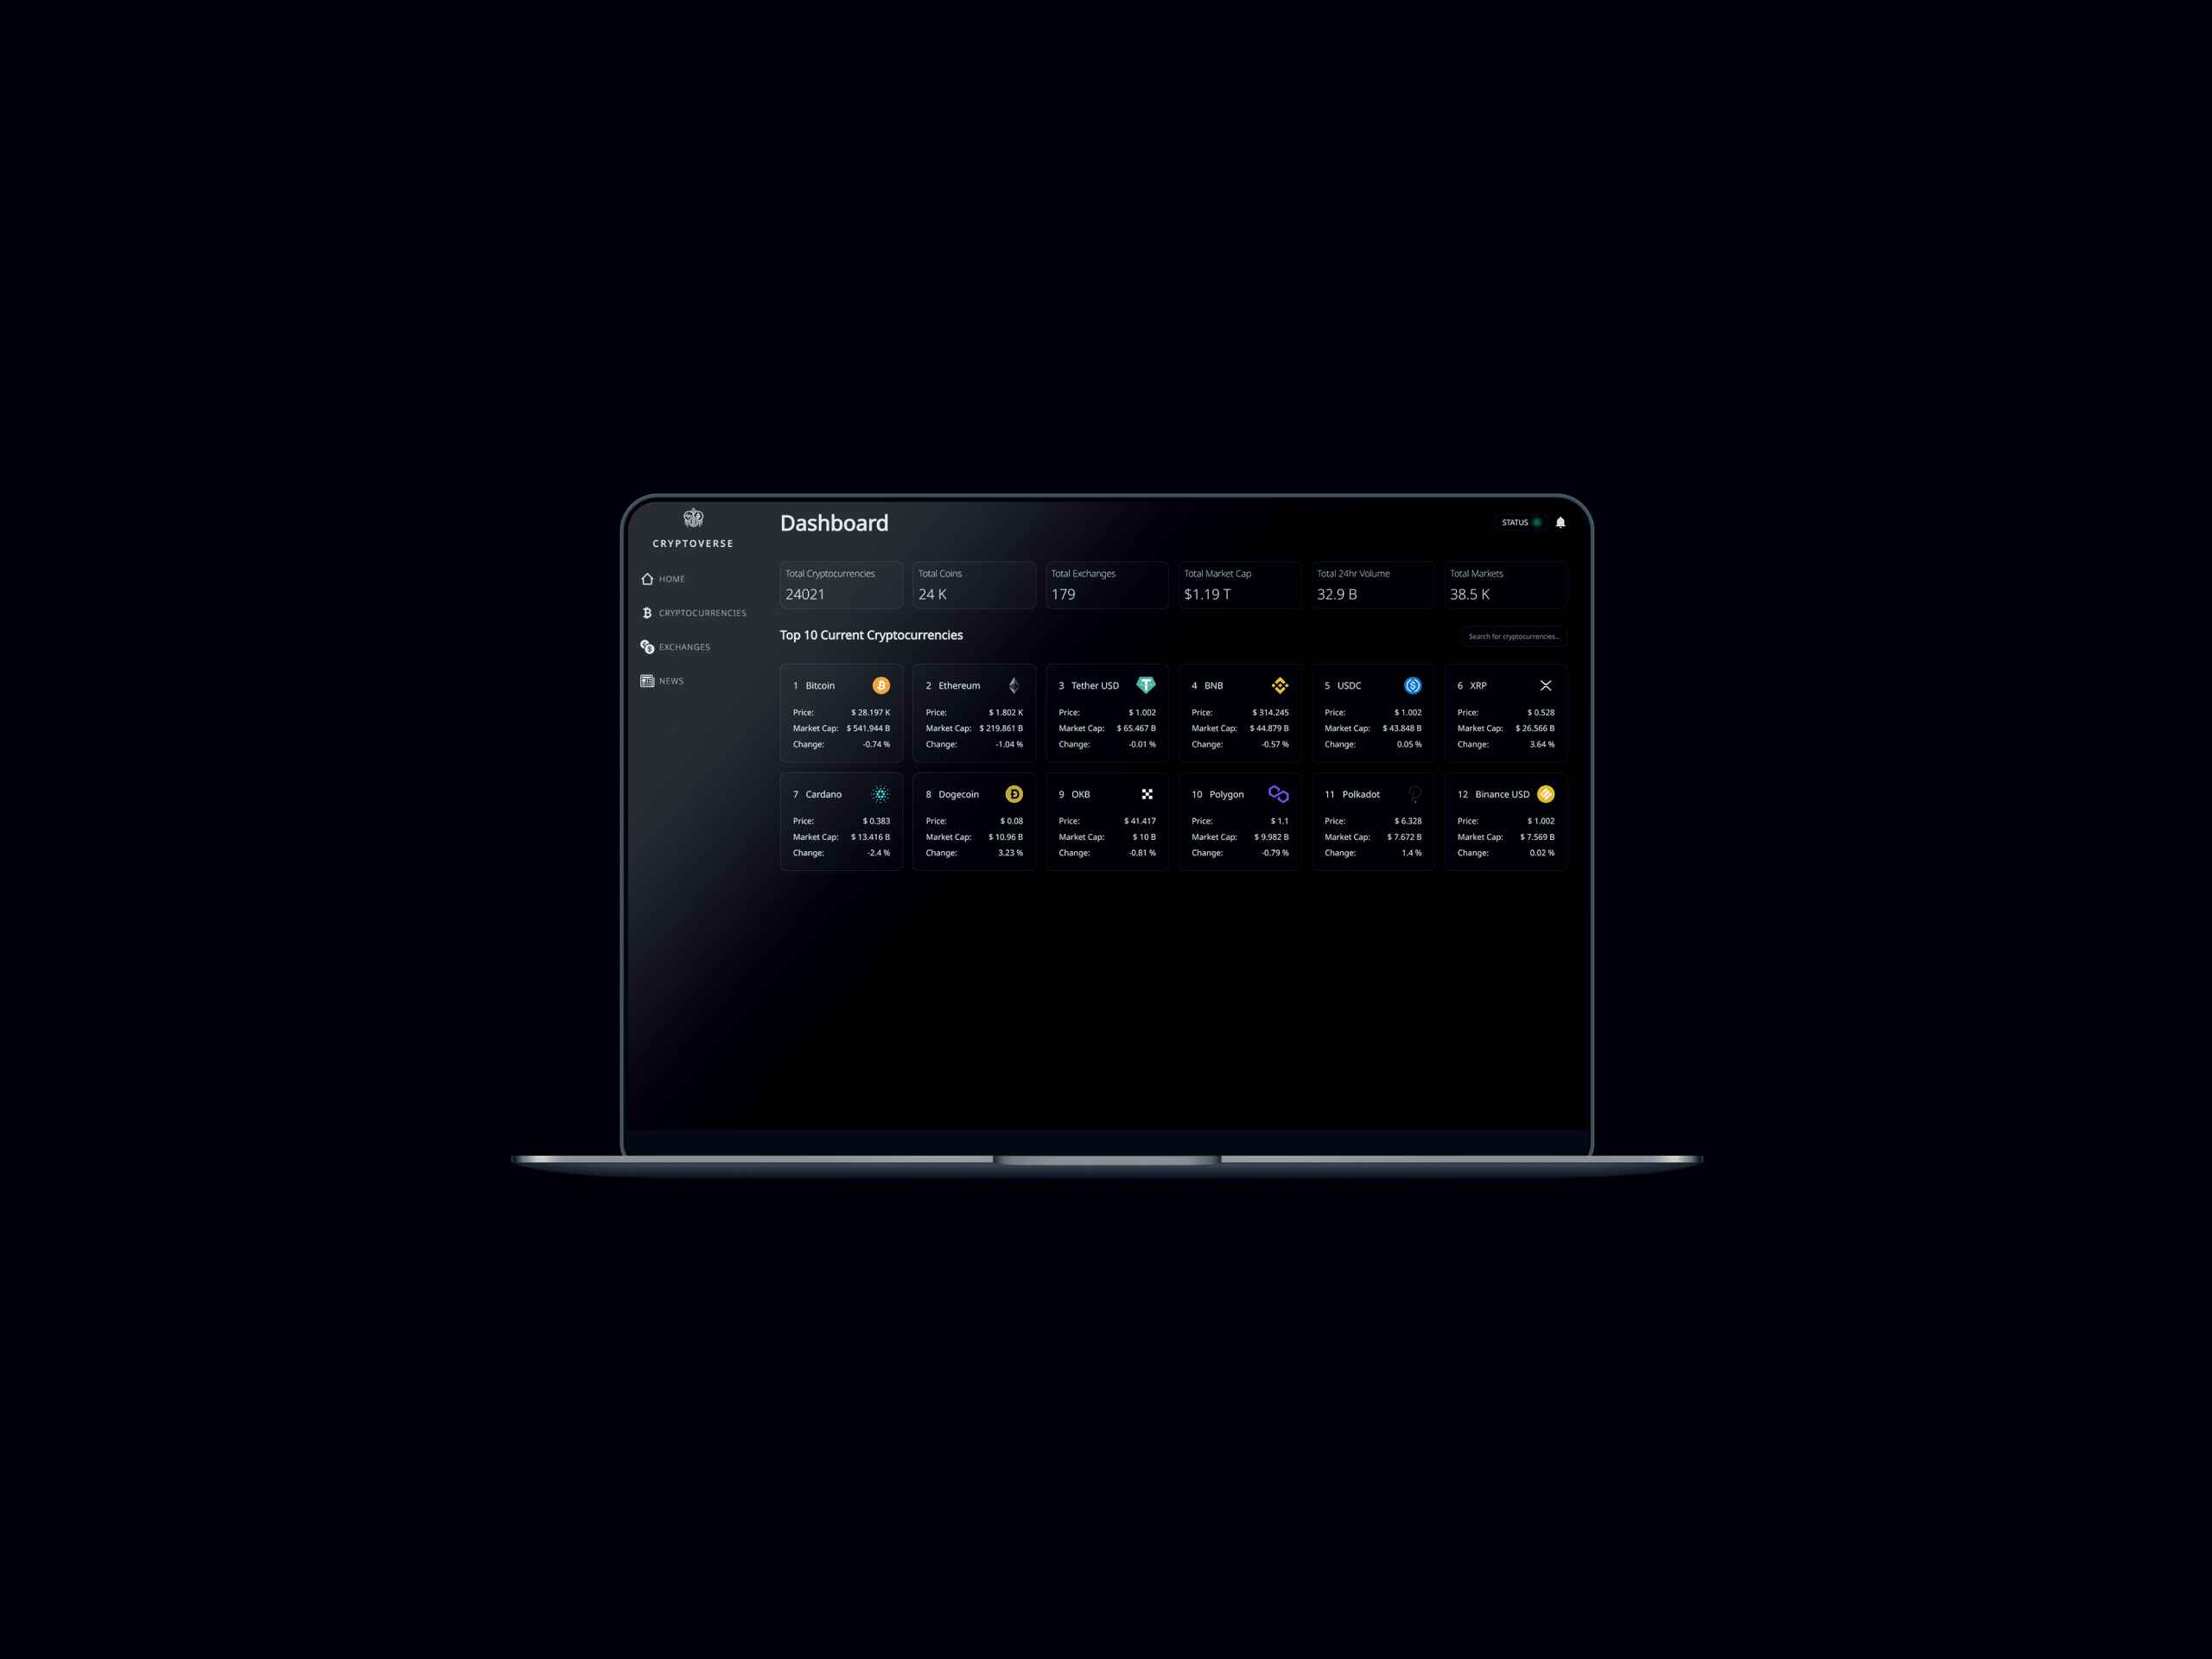 CRYPTOVERSE
HOME
CRYPTOCURRENCIES
EXCHANGES
NEWS
Dashboard
STATUS
Total Cryptocurrencies
24021
Total Coins
24 K
Total Exchanges
179
Total Market Cap
$1.19 T
Total 24hr Volume
32.9 B
Total Markets
38.5 K
Top 10 Current Cryptocurrencies
Search for cryptocurrencies...
1 Bitcoin
Price: $ 28.197 K
Market Cap: $ 541.944 B
Change: -0.74 %
2 Ethereum
Price: $ 1.802 K
Market Cap: $ 219.861 B
Change: -1.04 %
3 Tether USD
Price: $ 1.002
Market Cap: $ 65.467 B
Change: -0.01 %
4 BNB
Price: $ 314.245
Market Cap: $ 44.879 B
Change: -0.57 %
5 USDC
Price: $ 1.002
Market Cap: $ 43.848 B
Change: 0.05 %
6 XRP
Price: $ 0.528
Market Cap: $ 26.566 B
Change: 3.64 %
7 Cardano
Price: $ 0.383
Market Cap: $ 13.416 B
Change: -2.4 %
8 Dogecoin
Price: $ 0.08
Market Cap: $ 10.96 B
Change: 3.23 %
9 OKB
Price: $ 41.417
Market Cap: $ 10 B
Change: -0.81 %
10 Polygon
Price: $ 1.1
Market Cap: $ 9.982 B
Change: -0.79 %
11 Polkadot
Price: $ 6.328
Market Cap: $ 7.672 B
Change: 1.4 %
12 Binance USD
Price: $ 1.002
Market Cap: $ 7.569 B
Change: 0.02 %